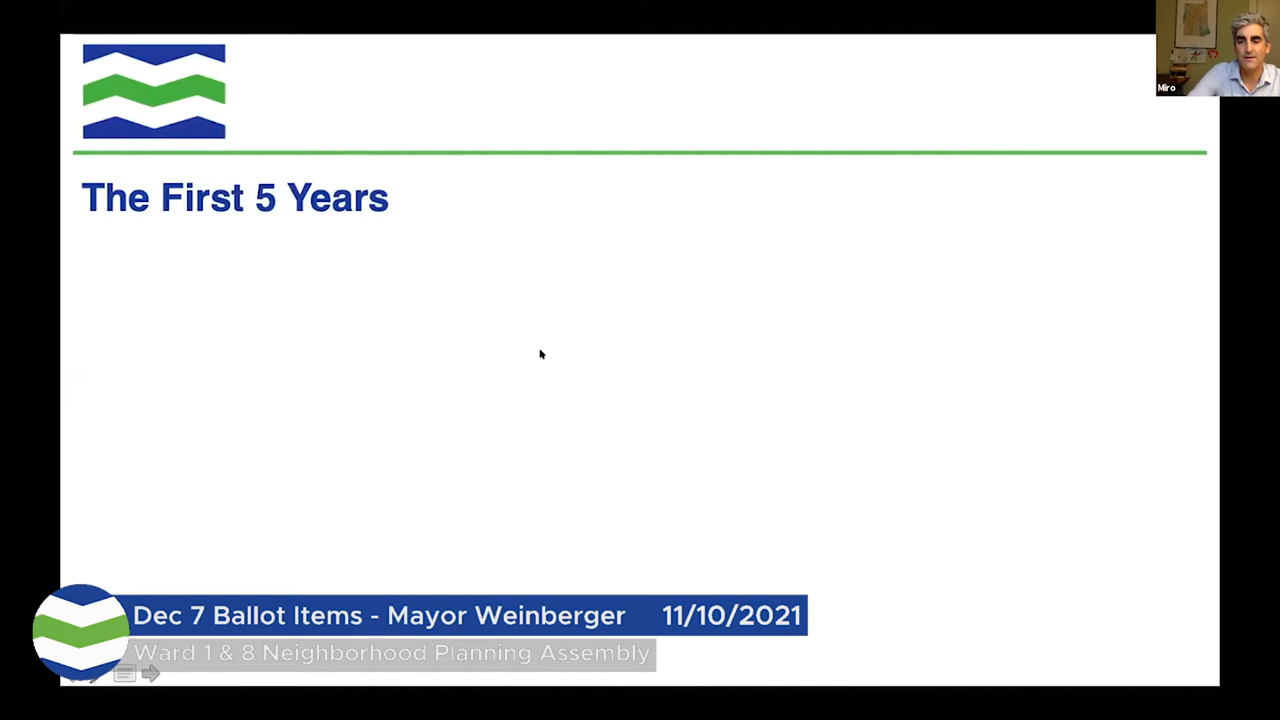 Miro
The First 5 Years
Dec 7 Ballot Items - Mayor Weinberger 11/10/2021
Ward 1 & 8 Neighborhood Planning Assembly